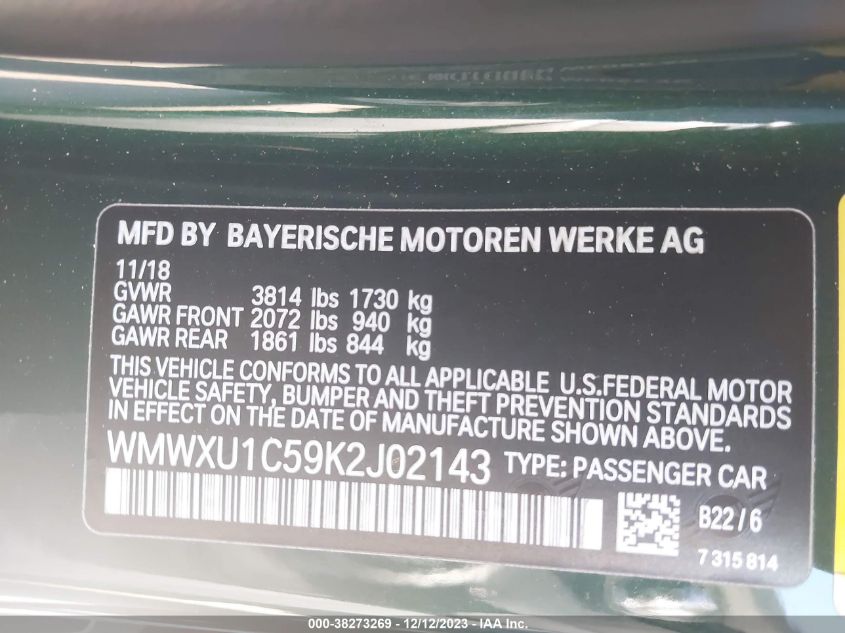 MFD BY BAYERISCHE MOTOREN WERKE AG
11/18
GVWR 3814 lbs 1730 kg
GAWR FRONT 2072 lbs 940 kg
GAWR REAR 1861 lbs 844 kg
THIS VEHICLE CONFORMS TO ALL APPLICABLE U.S.FEDERAL MOTOR
VEHICLE SAFETY, BUMPER AND THEFT PREVENTION STANDARDS
IN EFFECT ON THE DATE OF MANUFACTURE SHOWN ABOVE.
WMWXU1C59K2J02143 TYPE: PASSENGER CAR
B22/6
7 315 814
000-38273269 - 12/12/2023 - IAA Inc.